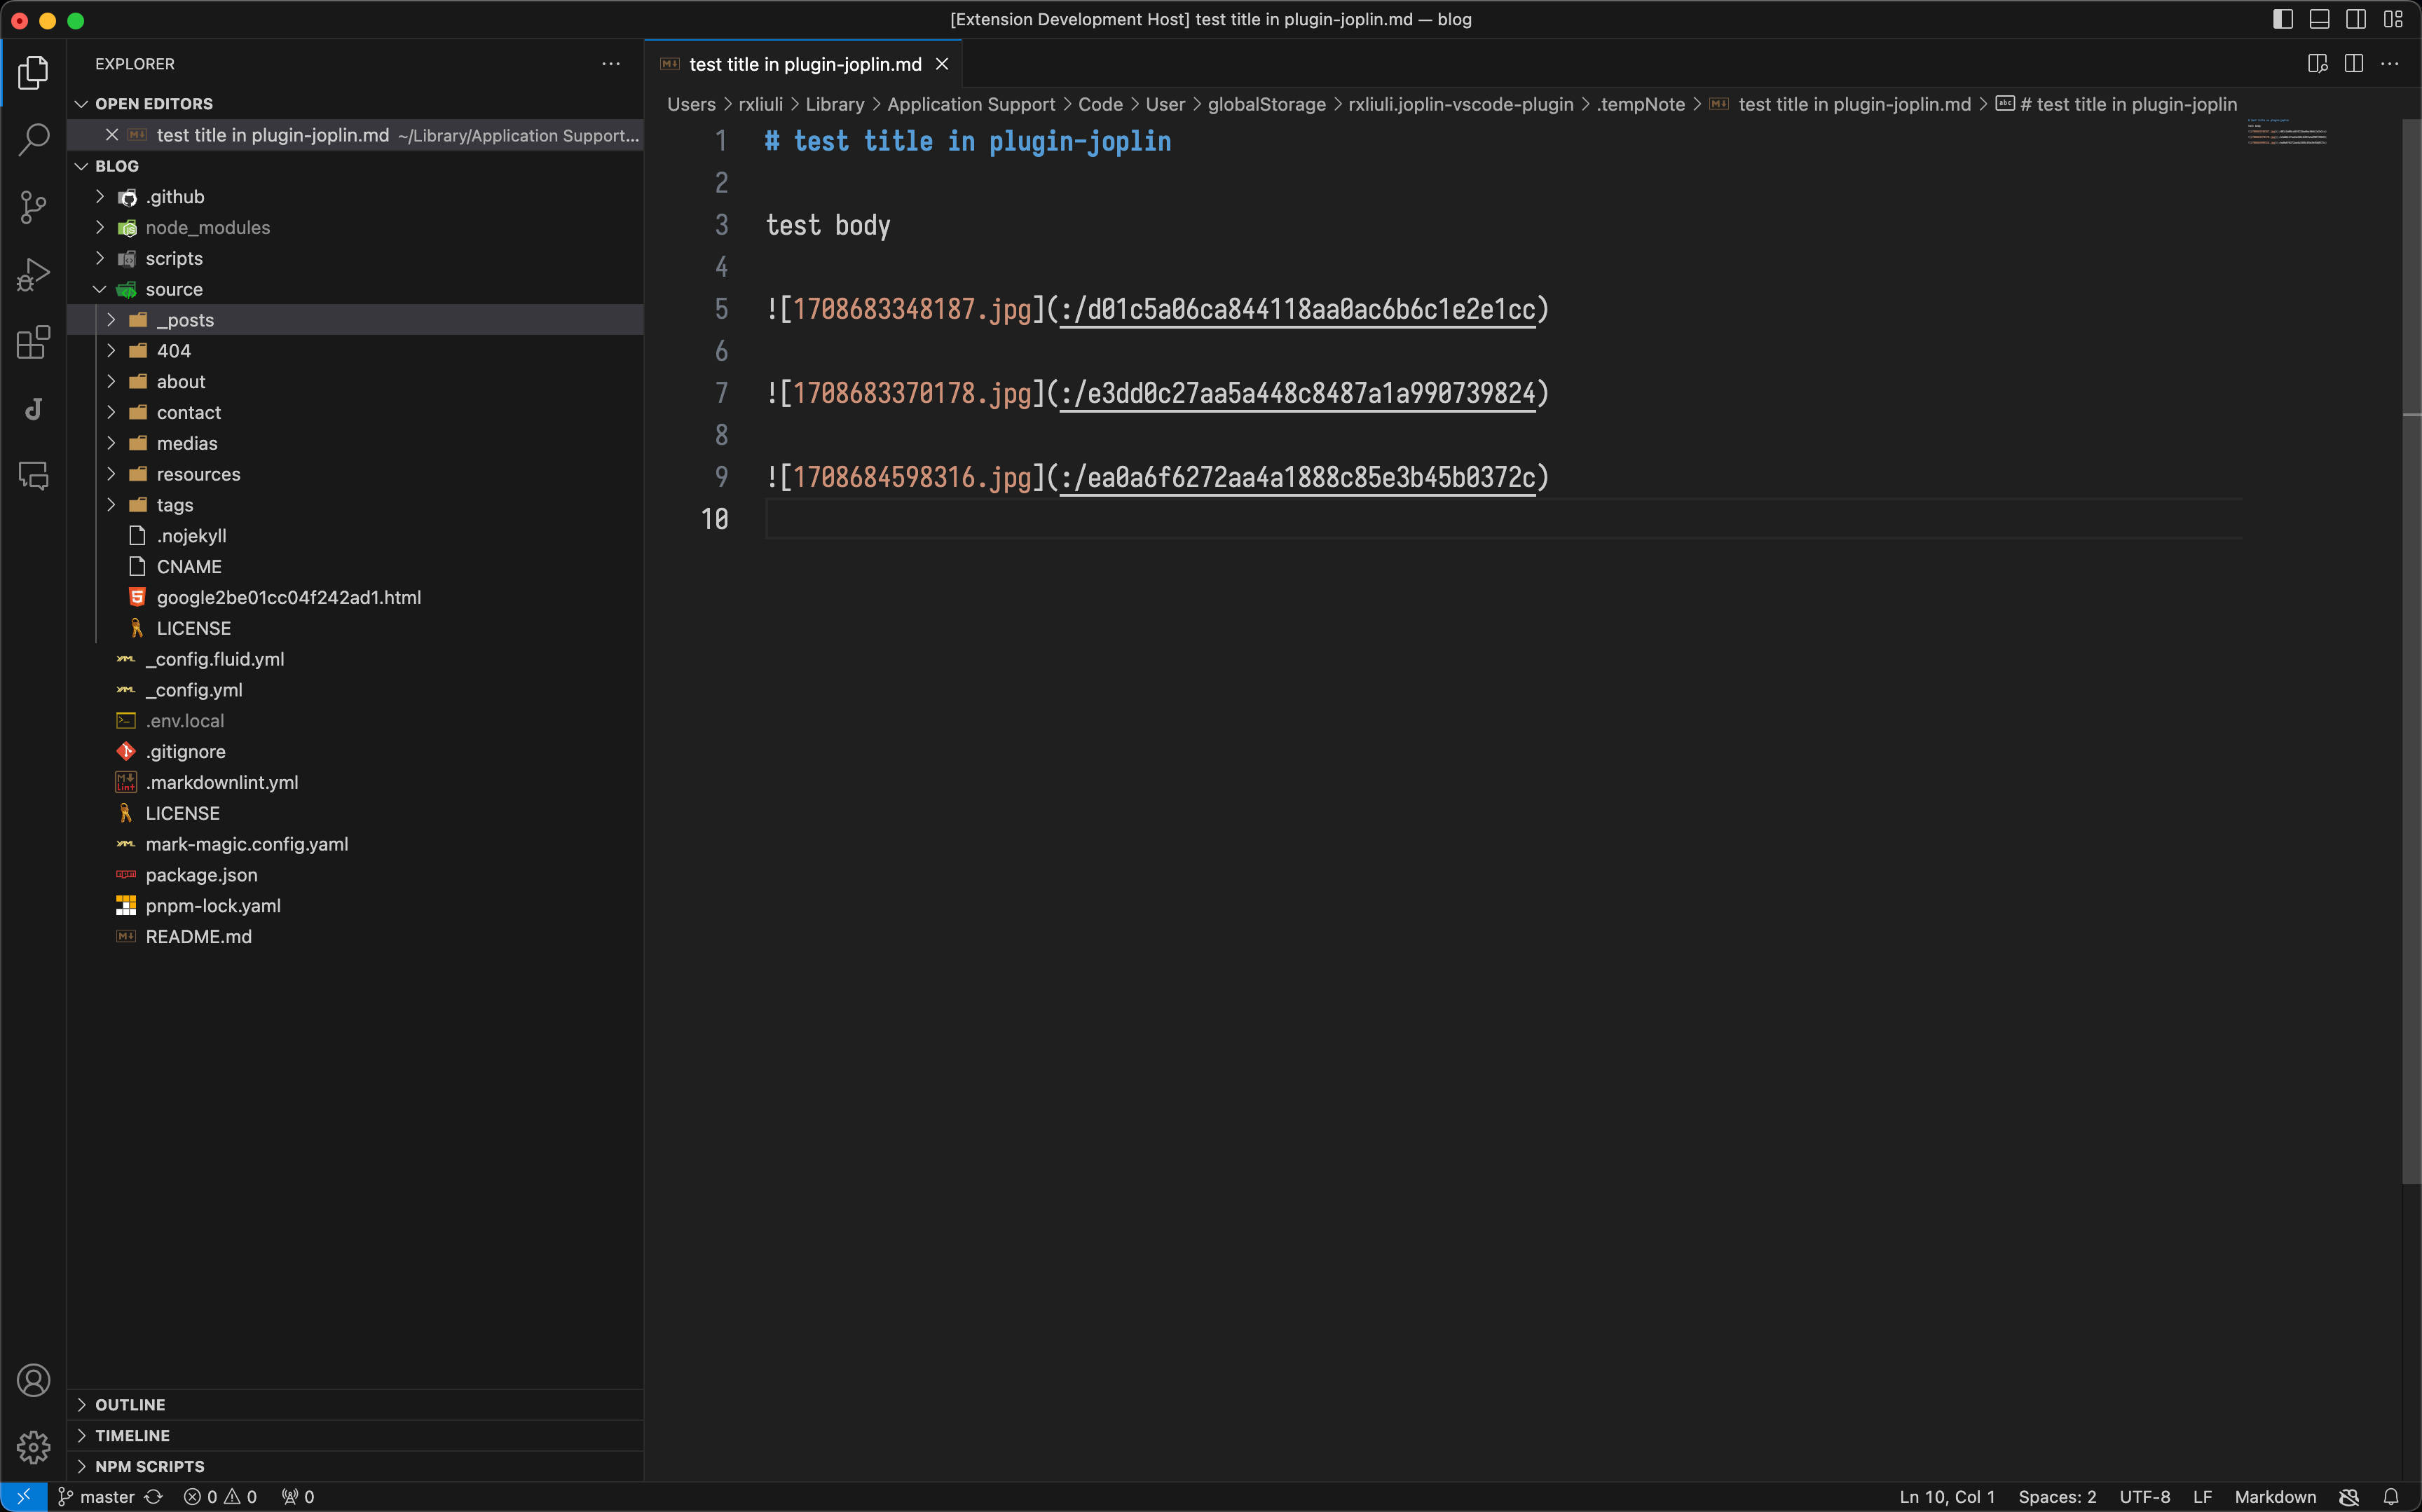 [Extension Development Host] test title in plugin-joplin.md — blog
EXPLORER
OPEN EDITORS
test title in plugin-joplin.md ~/Library/Application Support...
BLOG
.github
node_modules
scripts
source
_posts
404
about
contact
medias
resources
tags
.nojekyll
CNAME
google2be01cc04f242ad1.html
LICENSE
_config.fluid.yml
_config.yml
.env.local
.gitignore
.markdownlint.yml
LICENSE
mark-magic.config.yaml
package.json
pnpm-lock.yaml
README.md
OUTLINE
TIMELINE
NPM SCRIPTS
test title in plugin-joplin.md
Users > rxliuli > Library > Application Support > Code > User > globalStorage > rxliuli.joplin-vscode-plugin > .tempNote > test title in plugin-joplin.md > # test title in plugin-joplin
1 # test title in plugin-joplin
2
3 test body
4
5 ![1708683348187.jpg](:/d01c5a06ca844118aa0ac6b6c1e2e1cc)
6
7 ![1708683370178.jpg](:/e3dd0c27aa5a448c8487a1a990739824)
8
9 ![1708684598316.jpg](:/ea0a6f6272aa4a1888c85e3b45b0372c)
10
master 0 0 0
Ln 10, Col 1 Spaces: 2 UTF-8 LF Markdown